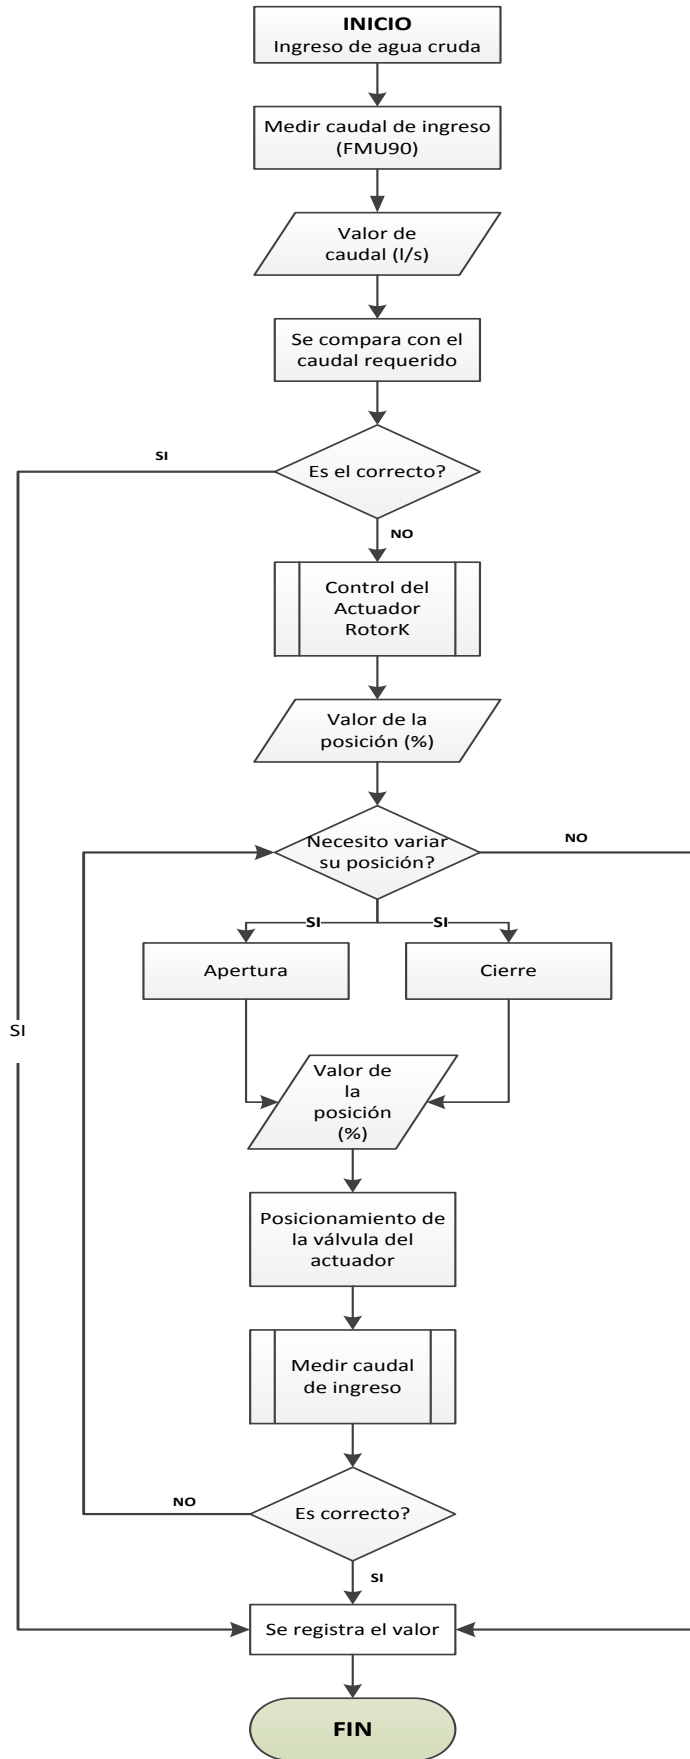 INICIO
Ingreso de agua cruda
Medir caudal de ingreso
(FMU90)
Valor de
caudal (l/s)
Se compara con el
caudal requerido
SI
Es el correcto?
NO
Control del
Actuador
RotorK
Valor de la
posición (%)
Necesito variar
su posición?
NO
SI
SI
Apertura
Cierre
SI
Valor de
la
posición
(%)
Posicionamiento de
la válvula del
actuador
Medir caudal
de ingreso
NO
Es correcto?
SI
Se registra el valor
FIN